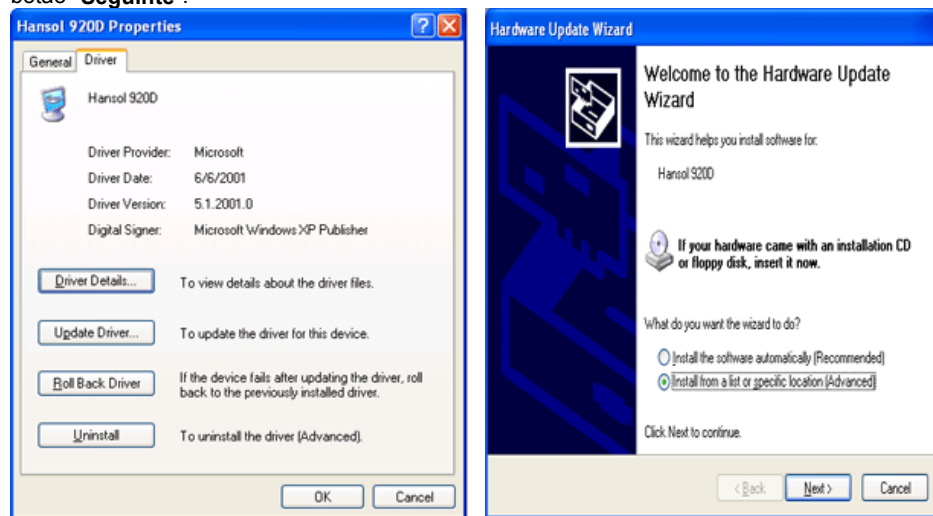 botão "Seguinte".
Hansol 920D Properties
General
Driver
Hansol 920D
Driver Provider: Microsoft
Driver Date: 6/6/2001
Driver Version: 5.1.2001.0
Digital Signer: Microsoft Windows XP Publisher
Driver Details... To view details about the driver files.
Update Driver... To update the driver for this device.
Roll Back Driver If the device fails after updating the driver, roll
back to the previously installed driver.
Uninstall To uninstall the driver (Advanced).
OK Cancel
Hardware Update Wizard
Welcome to the Hardware Update
Wizard
This wizard helps you install software for:
Hansol 920D
If your hardware came with an installation CD
or floppy disk, insert it now.
What do you want the wizard to do?
Install the software automatically (Recommended)
Install from a list or specific location (Advanced)
Click Next to continue.
< Back Next > Cancel